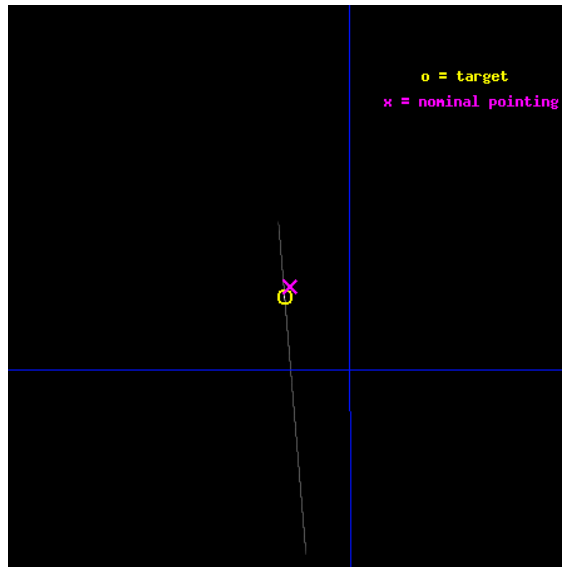 o = target
x = nominal pointing